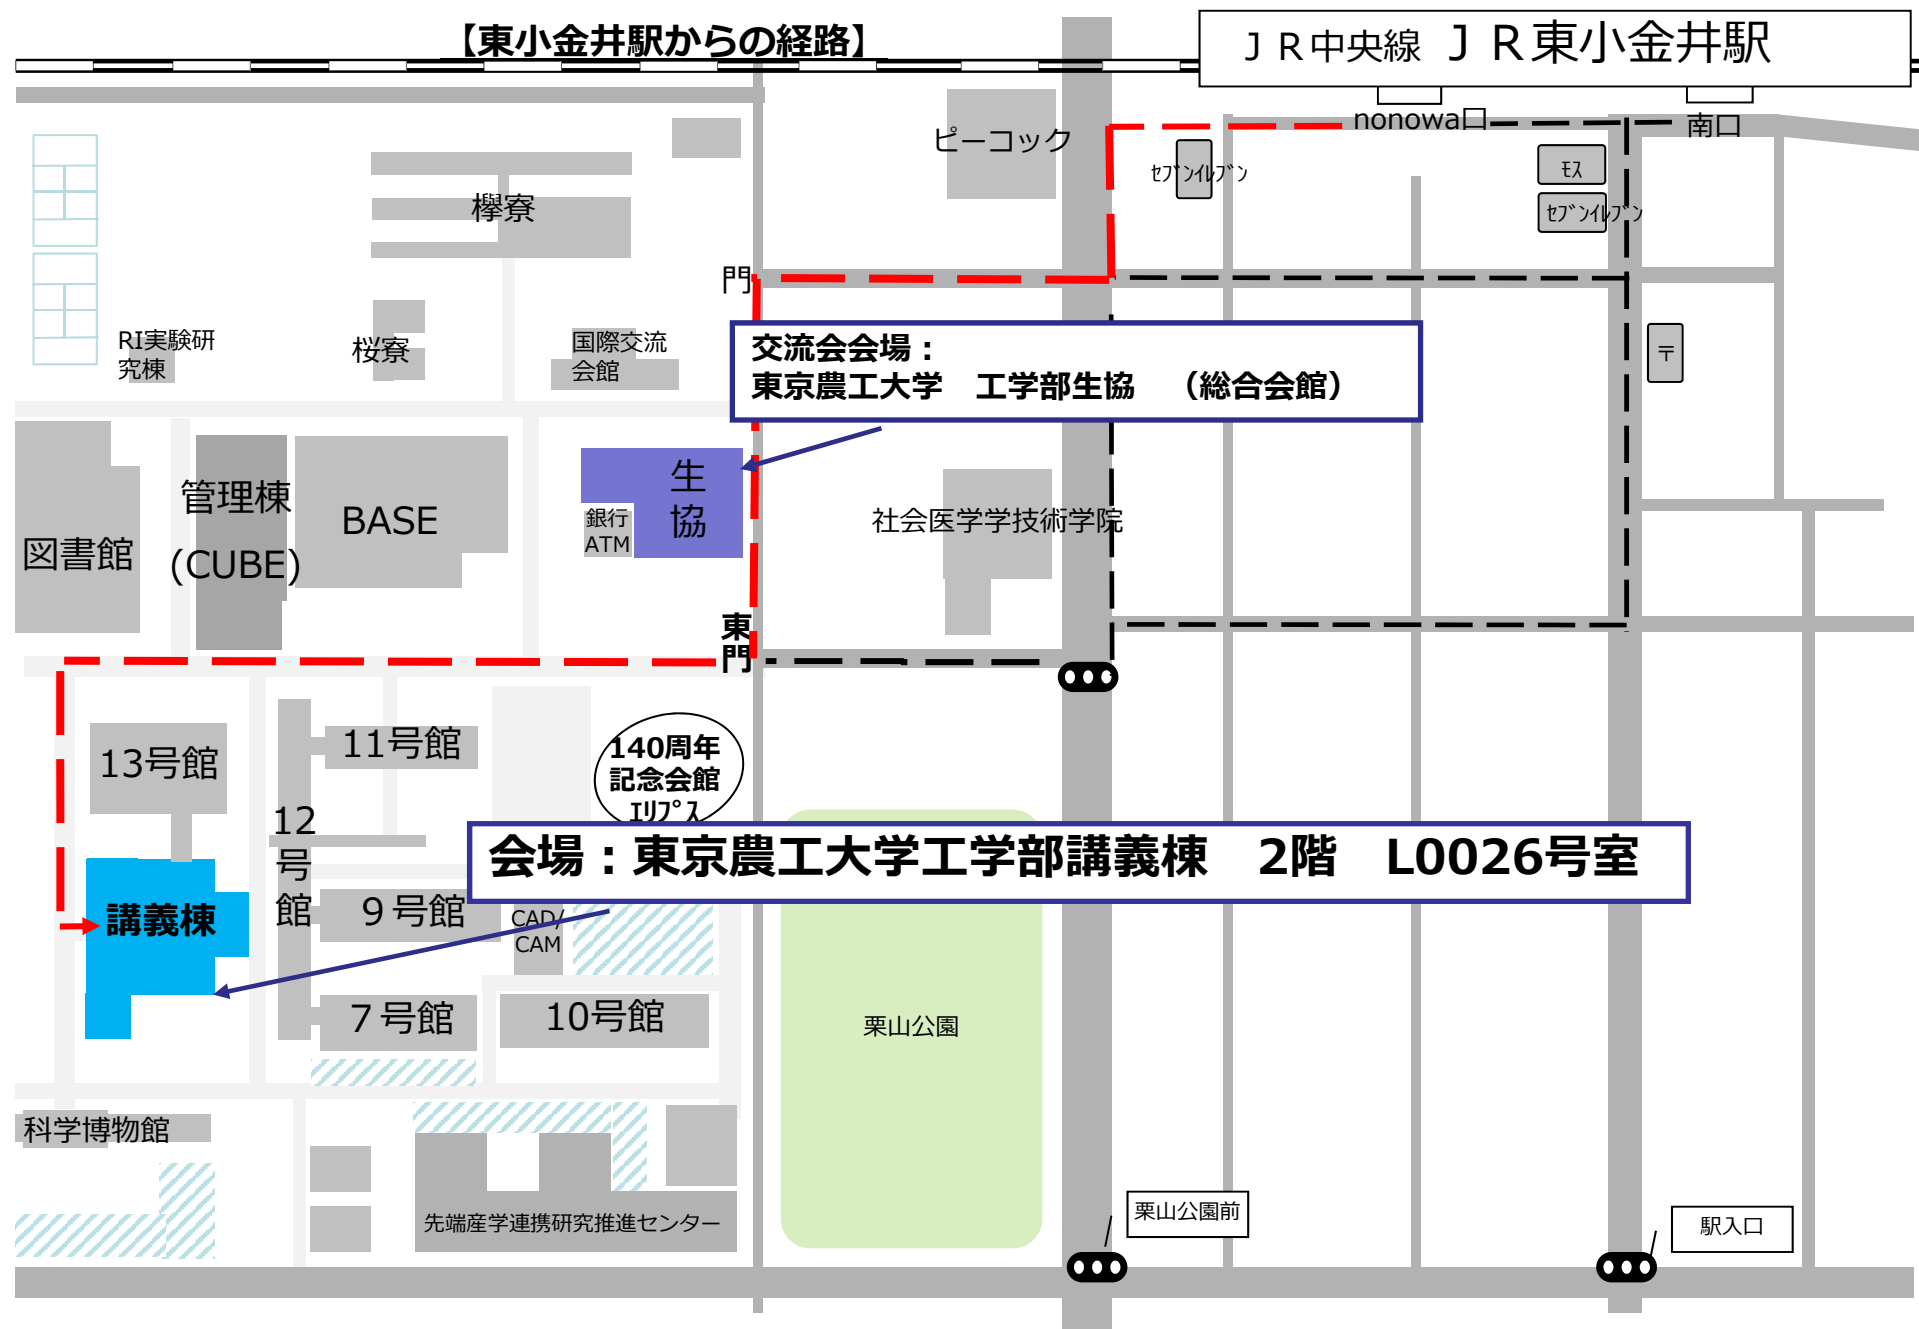 【東小金井駅からの経路】
ＪＲ中央線 ＪＲ東小金井駅
nonowa口
南口
ピーコック
ｾﾌﾞﾝｲﾚﾌﾞﾝ
ﾓｽ
ｾﾌﾞﾝｲﾚﾌﾞﾝ
欅寮
門
RI実験研
究棟
桜寮
国際交流
会館
〒
交流会会場：
東京農工大学　工学部生協　（総合会館）
生
協
管理棟
(CUBE)
BASE
銀行
ATM
図書館
社会医学学技術学院
東
門
13号館
11号館
140周年
記念会館
ｴﾘﾌﾟｽ
12
号
館
会場：東京農工大学工学部講義棟　2階　L0026号室
講義棟
９号館
CAD/
CAM
７号館
10号館
栗山公園
科学博物館
先端産学連携研究推進センター
栗山公園前
駅入口